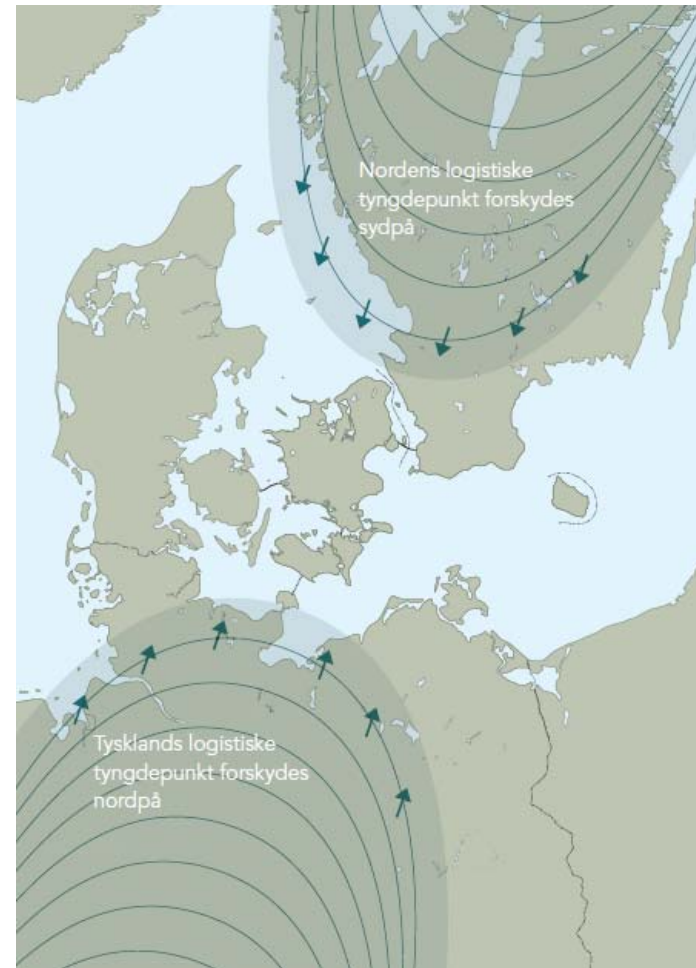 Nordens logistiske
tyngdepunkt forskydes
sydpå
Tysklands logistiske
tyngdepunkt forskydes
nordpå